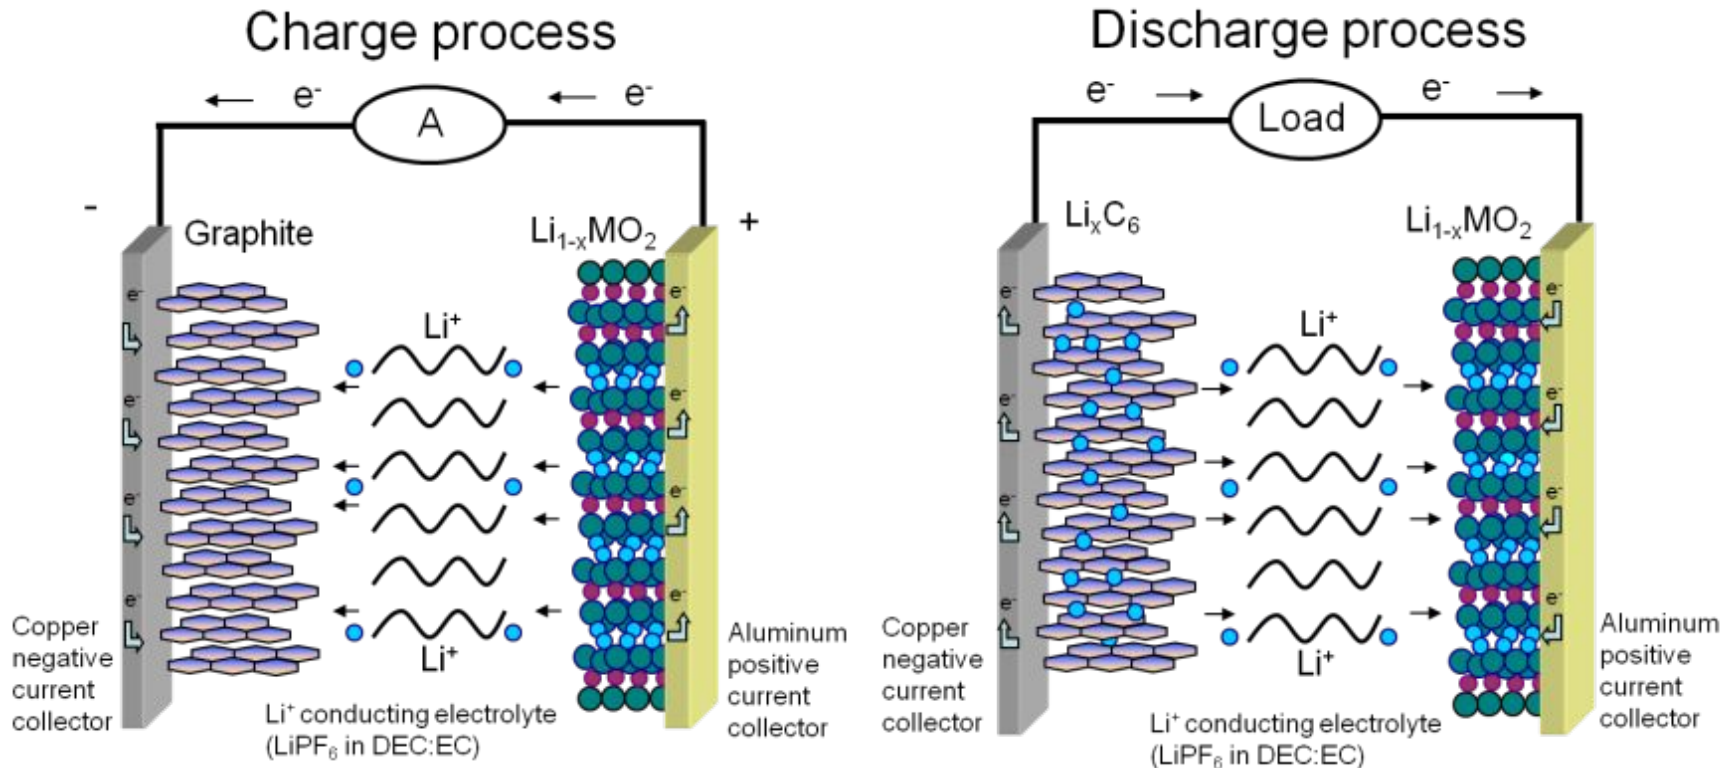 Charge process
e⁻
e⁻
A
-
+
Graphite
Li₁₋ₓMO₂
e⁻
e⁻
e⁻
e⁻
e⁻
e⁻
e⁻
e⁻
Li⁺
Li⁺
Copper
negative
current
collector
Li⁺ conducting electrolyte
(LiPF₆ in DEC:EC)
Aluminum
positive
current
collector
Discharge process
e⁻
e⁻
Load
LiₓC₆
Li₁₋ₓMO₂
e⁻
e⁻
e⁻
e⁻
e⁻
e⁻
e⁻
e⁻
Li⁺
Li⁺
Copper
negative
current
collector
Li⁺ conducting electrolyte
(LiPF₆ in DEC:EC)
Aluminum
positive
current
collector